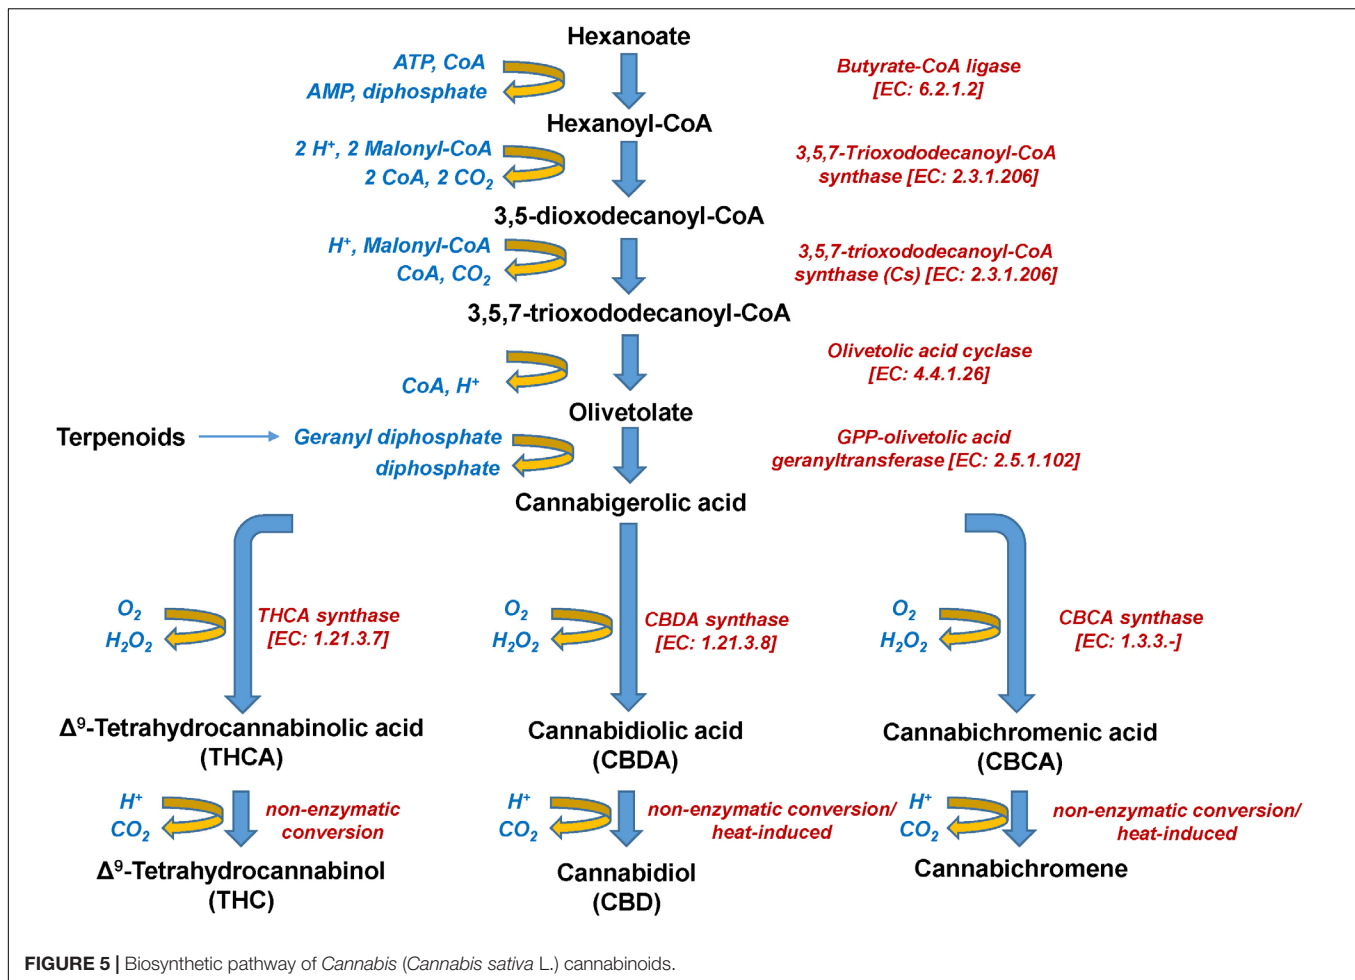 Hexanoate
ATP, CoA
AMP, diphosphate
Butyrate-CoA ligase
[EC: 6.2.1.2]
Hexanoyl-CoA
2 H⁺, 2 Malonyl-CoA
2 CoA, 2 CO₂
3,5,7-Trioxododecanoyl-CoA
synthase [EC: 2.3.1.206]
3,5-dioxodecanoyl-CoA
H⁺, Malonyl-CoA
CoA, CO₂
3,5,7-trioxododecanoyl-CoA
synthase (Cs) [EC: 2.3.1.206]
3,5,7-trioxododecanoyl-CoA
CoA, H⁺
Olivetolic acid cyclase
[EC: 4.4.1.26]
Olivetolate
Terpenoids
Geranyl diphosphate
diphosphate
GPP-olivetolic acid
geranyltransferase [EC: 2.5.1.102]
Cannabigerolic acid
O₂
H₂O₂
THCA synthase
[EC: 1.21.3.7]
O₂
H₂O₂
CBDA synthase
[EC: 1.21.3.8]
O₂
H₂O₂
CBCA synthase
[EC: 1.3.3.-]
Δ⁹-Tetrahydrocannabinolic acid
(THCA)
Cannabidiolic acid
(CBDA)
Cannabichromenic acid
(CBCA)
H⁺
CO₂
non-enzymatic
conversion
H⁺
CO₂
non-enzymatic conversion/
heat-induced
H⁺
CO₂
non-enzymatic conversion/
heat-induced
Δ⁹-Tetrahydrocannabinol
(THC)
Cannabidiol
(CBD)
Cannabichromene
FIGURE 5 | Biosynthetic pathway of Cannabis (Cannabis sativa L.) cannabinoids.